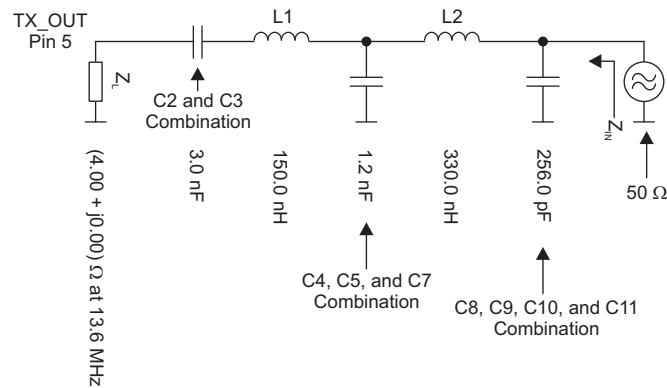 TX_OUT
Pin 5
L1
L2
Z_L
C2 and C3
Combination
Z_IN
50 Ω
(4.00 + j0.00) Ω at 13.6 MHz
3.0 nF
150.0 nH
1.2 nF
330.0 nH
256.0 pF
C4, C5, and C7
Combination
C8, C9, C10, and C11
Combination